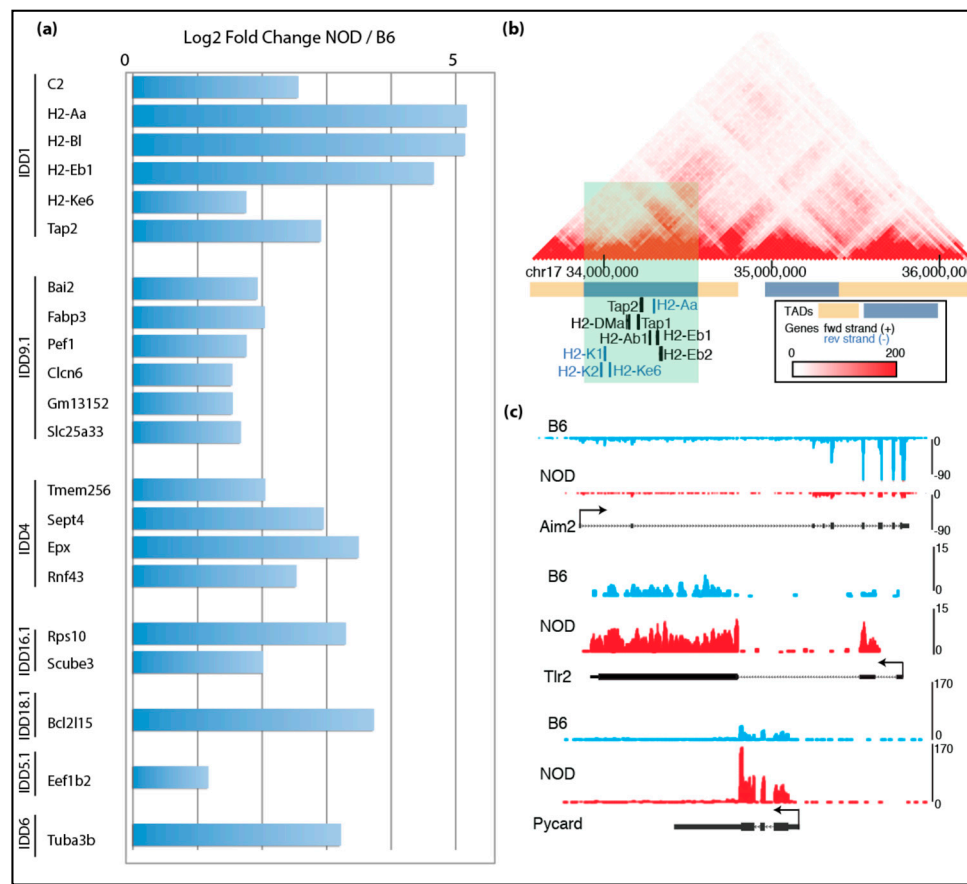 (a)
Log2 Fold Change NOD / B6
0 5
IDD1
C2
H2-Aa
H2-Bl
H2-Eb1
H2-Ke6
Tap2
IDD9.1
Bai2
Fabp3
Pef1
Clcn6
Gm13152
Slc25a33
IDD4
Tmem256
Sept4
Epx
Rnf43
IDD16.1
Rps10
Scube3
IDD18.1
Bcl2l15
IDD5.1
Eef1b2
IDD6
Tuba3b
(b)
chr17 34,000,000 35,000,000 36,000,000
Tap2 H2-Aa
H2-DMa Tap1
H2-Ab1 H2-Eb1
H2-K1 H2-Eb2
H2-K2 H2-Ke6
TADs
Genes fwd strand (+)
rev strand (-)
0 200
(c)
B6
0
-90
NOD
0
-90
Aim2
B6
15
0
NOD
15
0
Tlr2
B6
170
0
NOD
170
0
Pycard